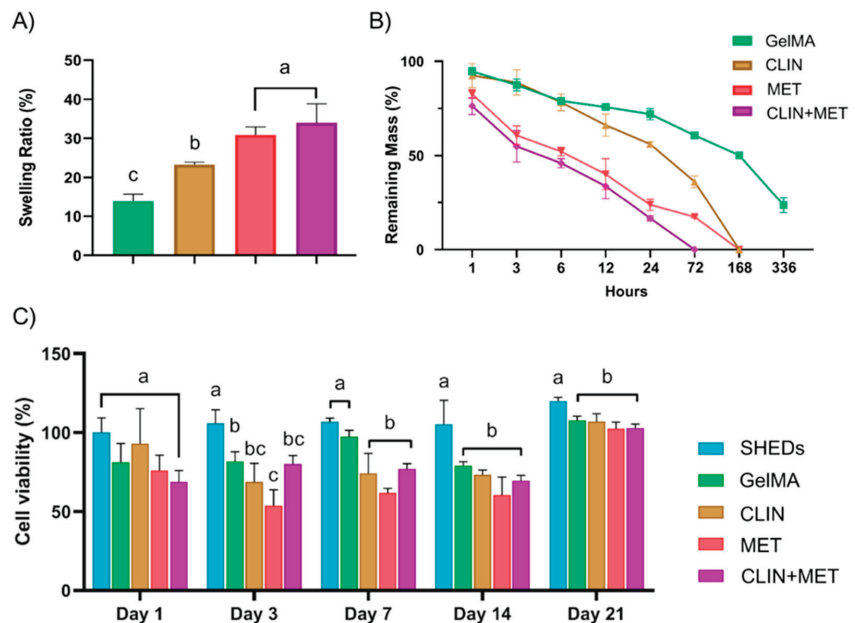 A)
Swelling Ratio (%)
50
40
30
20
10
0
c
b
a
B)
Remaining Mass (%)
100
50
0
1 3 6 12 24 72 168 336
Hours
GelMA
CLIN
MET
CLIN+MET
C)
Cell viability (%)
150
100
50
0
a
a b bc c bc
a b
a b
a b
Day 1 Day 3 Day 7 Day 14 Day 21
SHEDs
GelMA
CLIN
MET
CLIN+MET